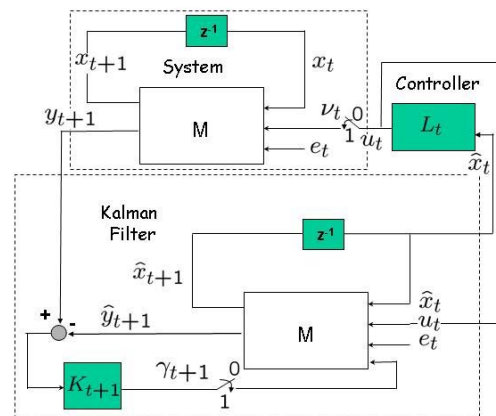 z⁻¹
x_{t+1}
System
x_t
Controller
y_{t+1}
M
ν_t
0
1
u_t
L_t
e_t
x̂_t
Kalman
Filter
z⁻¹
x̂_{t+1}
x̂_t
+
-
ŷ_{t+1}
M
u_t
e_t
K_{t+1}
γ_{t+1}
0
1